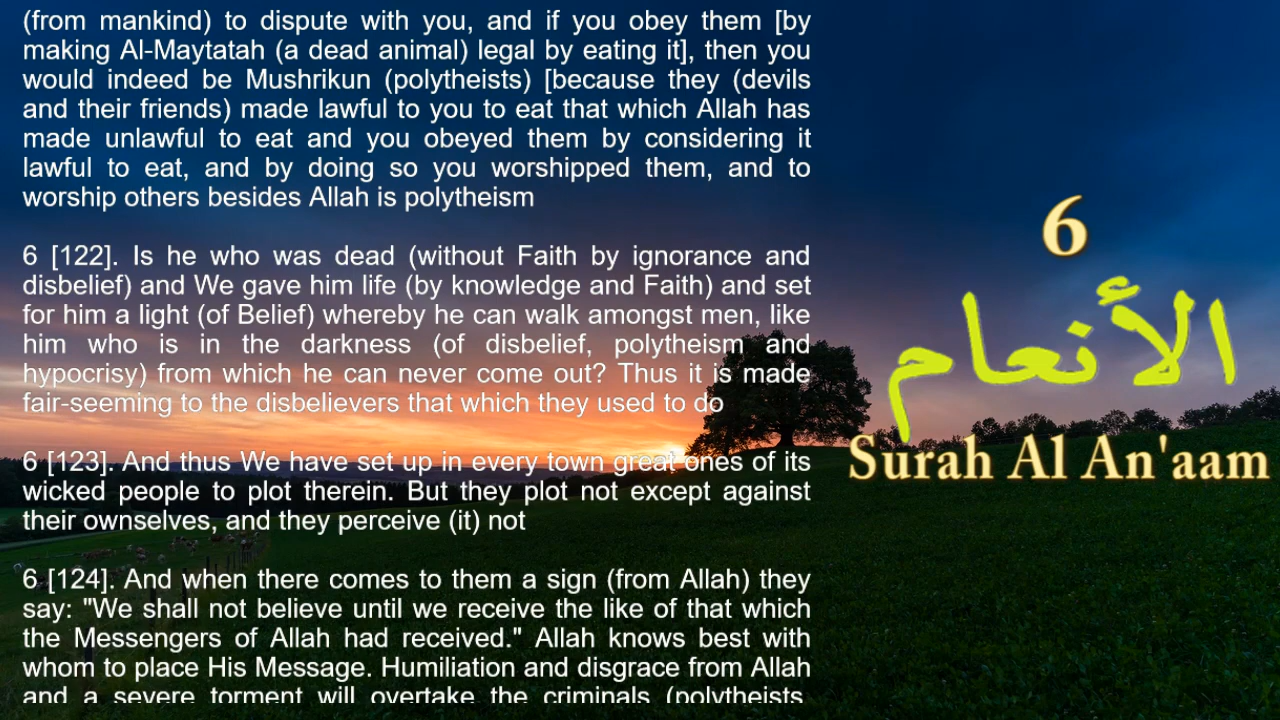 (from mankind) to dispute with you, and if you obey them [by
making Al-Maytatah (a dead animal) legal by eating it], then you
would indeed be Mushrikun (polytheists) [because they (devils
and their friends) made lawful to you to eat that which Allah has
made unlawful to eat and you obeyed them by considering it
lawful to eat, and by doing so you worshipped them, and to
worship others besides Allah is polytheism
6 [122]. Is he who was dead (without Faith by ignorance and
disbelief) and We gave him life (by knowledge and Faith) and set
for him a light (of Belief) whereby he can walk amongst men, like
him who is in the darkness (of disbelief, polytheism and
hypocrisy) from which he can never come out? Thus it is made
fair-seeming to the disbelievers that which they used to do
6 [123]. And thus We have set up in every town great ones of its
wicked people to plot therein. But they plot not except against
their ownselves, and they perceive (it) not
6 [124]. And when there comes to them a sign (from Allah) they
say: "We shall not believe until we receive the like of that which
the Messengers of Allah had received." Allah knows best with
whom to place His Message. Humiliation and disgrace from Allah
and a severe torment will overtake the criminals (polytheists,
6
الأنعام
Surah Al An'aam